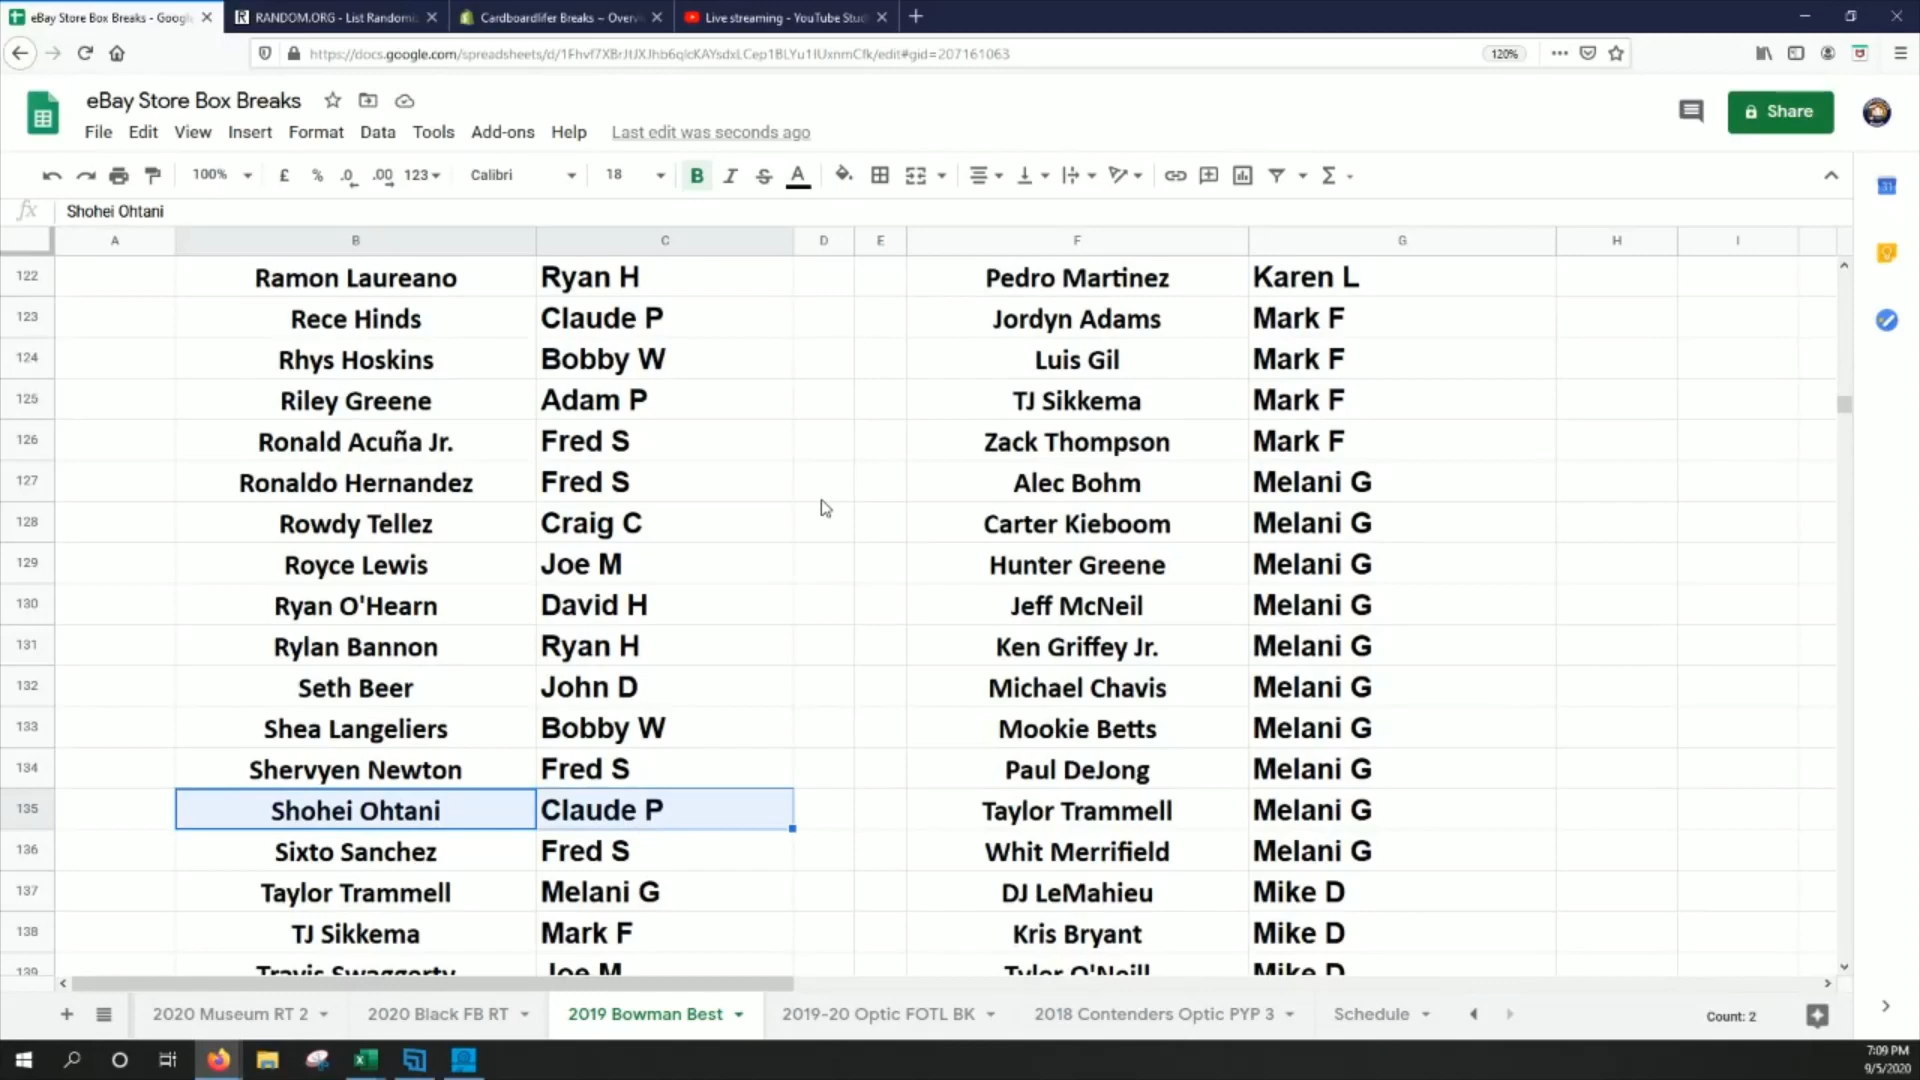 eBay Store Box Breaks - Googl
RANDOM.ORG - List Randomi
Cardboardlifer Breaks ~ Overv
Live streaming - YouTube Stud
https://docs.google.com/spreadsheets/d/1Fhvf7XBrJtJXJhb6qlcKAYsdxLCep1BLYu1IUxnmCfk/edit#gid=207161063
120%
eBay Store Box Breaks
Share
File Edit View Insert Format Data Tools Add-ons Help Last edit was seconds ago
100% £ % .0 .00 123 Calibri 18 B I S A Σ
fx Shohei Ohtani
A B C D E F G H I
122 Ramon Laureano Ryan H Pedro Martinez Karen L
123 Rece Hinds Claude P Jordyn Adams Mark F
124 Rhys Hoskins Bobby W Luis Gil Mark F
125 Riley Greene Adam P TJ Sikkema Mark F
126 Ronald Acuña Jr. Fred S Zack Thompson Mark F
127 Ronaldo Hernandez Fred S Alec Bohm Melani G
128 Rowdy Tellez Craig C Carter Kieboom Melani G
129 Royce Lewis Joe M Hunter Greene Melani G
130 Ryan O'Hearn David H Jeff McNeil Melani G
131 Rylan Bannon Ryan H Ken Griffey Jr. Melani G
132 Seth Beer John D Michael Chavis Melani G
133 Shea Langeliers Bobby W Mookie Betts Melani G
134 Shervyen Newton Fred S Paul DeJong Melani G
135 Shohei Ohtani Claude P Taylor Trammell Melani G
136 Sixto Sanchez Fred S Whit Merrifield Melani G
137 Taylor Trammell Melani G DJ LeMahieu Mike D
138 TJ Sikkema Mark F Kris Bryant Mike D
139 Travis Swaggerty Joe M Tyler O'Neill Mike D
2020 Museum RT 2 2020 Black FB RT 2019 Bowman Best 2019-20 Optic FOTL BK 2018 Contenders Optic PYP 3 Schedule Count: 2
7:09 PM
9/5/2020